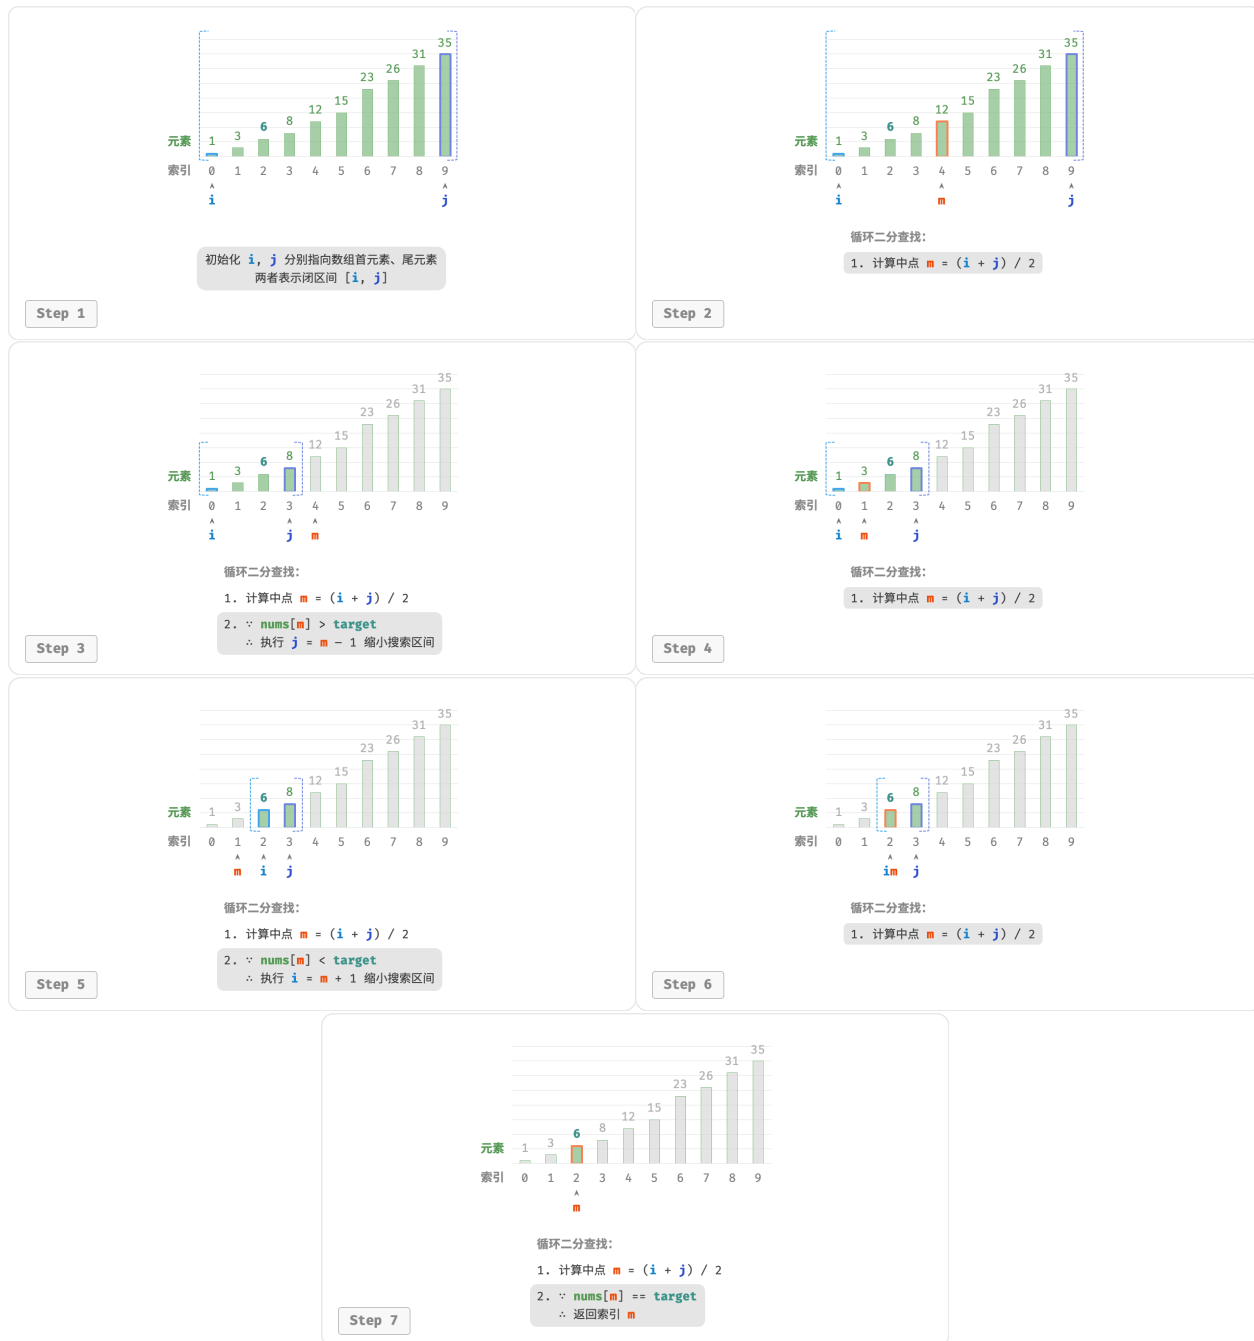 35
31
26
23
15
12
8
6
3
元素 1
索引 0 1 2 3 4 5 6 7 8 9
i j
初始化 i, j 分别指向数组首元素、尾元素
两者表示闭区间 [i, j]
Step 1
35
31
26
23
15
12
8
6
3
元素 1
索引 0 1 2 3 4 5 6 7 8 9
i m j
循环二分查找:
1. 计算中点 m = (i + j) / 2
Step 2
35
31
26
23
15
12
8
6
3
元素 1
索引 0 1 2 3 4 5 6 7 8 9
i j m
循环二分查找:
1. 计算中点 m = (i + j) / 2
2. ∵ nums[m] > target
∴ 执行 j = m − 1 缩小搜索区间
Step 3
35
31
26
23
15
12
8
6
3
元素 1
索引 0 1 2 3 4 5 6 7 8 9
i m j
循环二分查找:
1. 计算中点 m = (i + j) / 2
Step 4
35
31
26
23
15
12
8
6
3
元素 1
索引 0 1 2 3 4 5 6 7 8 9
m i j
循环二分查找:
1. 计算中点 m = (i + j) / 2
2. ∵ nums[m] < target
∴ 执行 i = m + 1 缩小搜索区间
Step 5
35
31
26
23
15
12
8
6
3
元素 1
索引 0 1 2 3 4 5 6 7 8 9
im j
循环二分查找:
1. 计算中点 m = (i + j) / 2
Step 6
35
31
26
23
15
12
8
6
3
元素 1
索引 0 1 2 3 4 5 6 7 8 9
m
循环二分查找:
1. 计算中点 m = (i + j) / 2
2. ∵ nums[m] == target
∴ 返回索引 m
Step 7